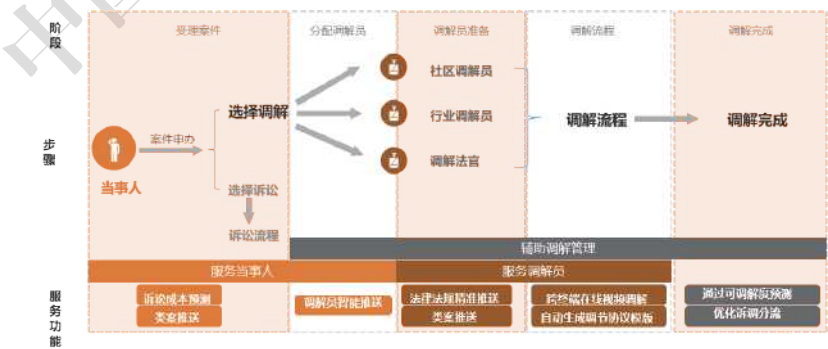 阶段
受理案件
分配调解员
调解员准备
调解流程
调解完成
步骤
当事人
案件申办
选择调解
选择诉讼
诉讼流程
社区调解员
行业调解员
调解法官
调解流程
调解完成
辅助调解管理
服务当事人
服务调解员
服务功能
诉讼成本预测
类案推送
调解员智能推送
法律法规精准推送
类案推送
跨终端在线视频调解
自动生成调节协议模版
通过可调解度预测
优化诉调分流